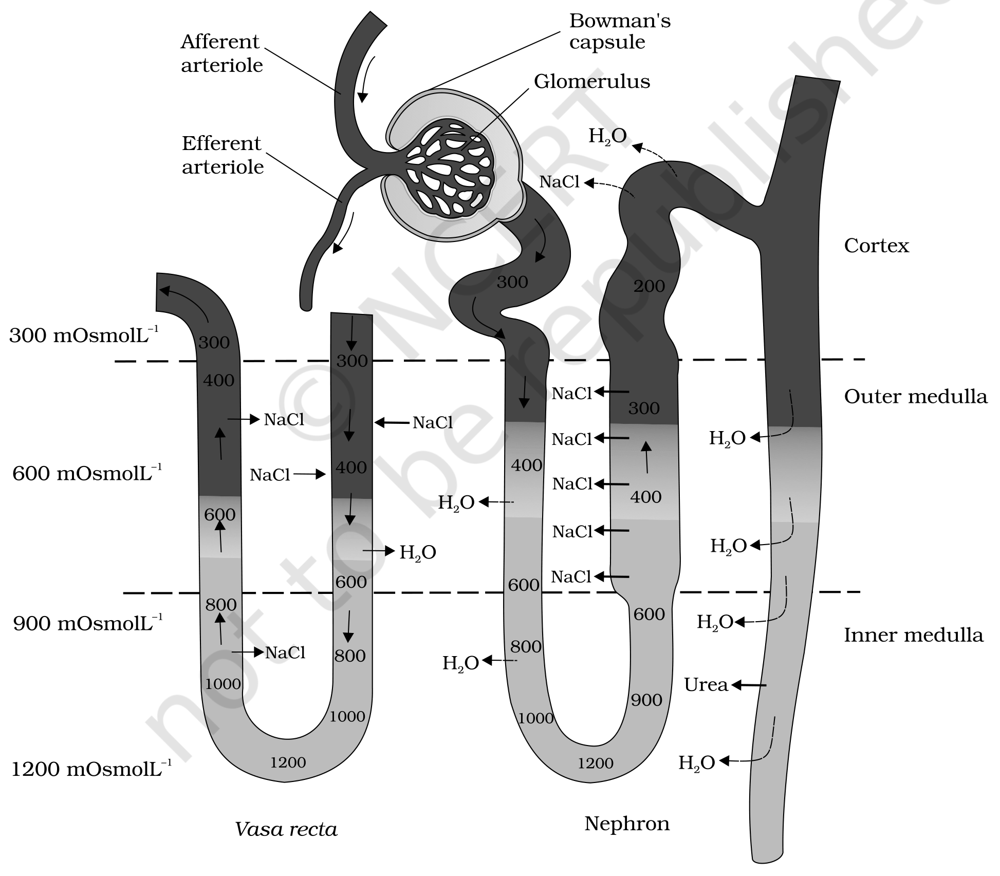 Bowman's
capsule
Afferent
arteriole
Glomerulus
Efferent
arteriole
H₂O
NaCl
Cortex
300
200
300 mOsmolL⁻¹
300
300
400
NaCl
300
Outer medulla
NaCl
NaCl
NaCl
H₂O
600 mOsmolL⁻¹
NaCl
400
400
NaCl
400
H₂O
600
NaCl
H₂O
H₂O
600
600
NaCl
800
600
900 mOsmolL⁻¹
H₂O
Inner medulla
NaCl
800
800
H₂O
1000
Urea
900
1000
1000
1200 mOsmolL⁻¹
1200
1200
H₂O
Vasa recta
Nephron
© NCERT
not to be republished